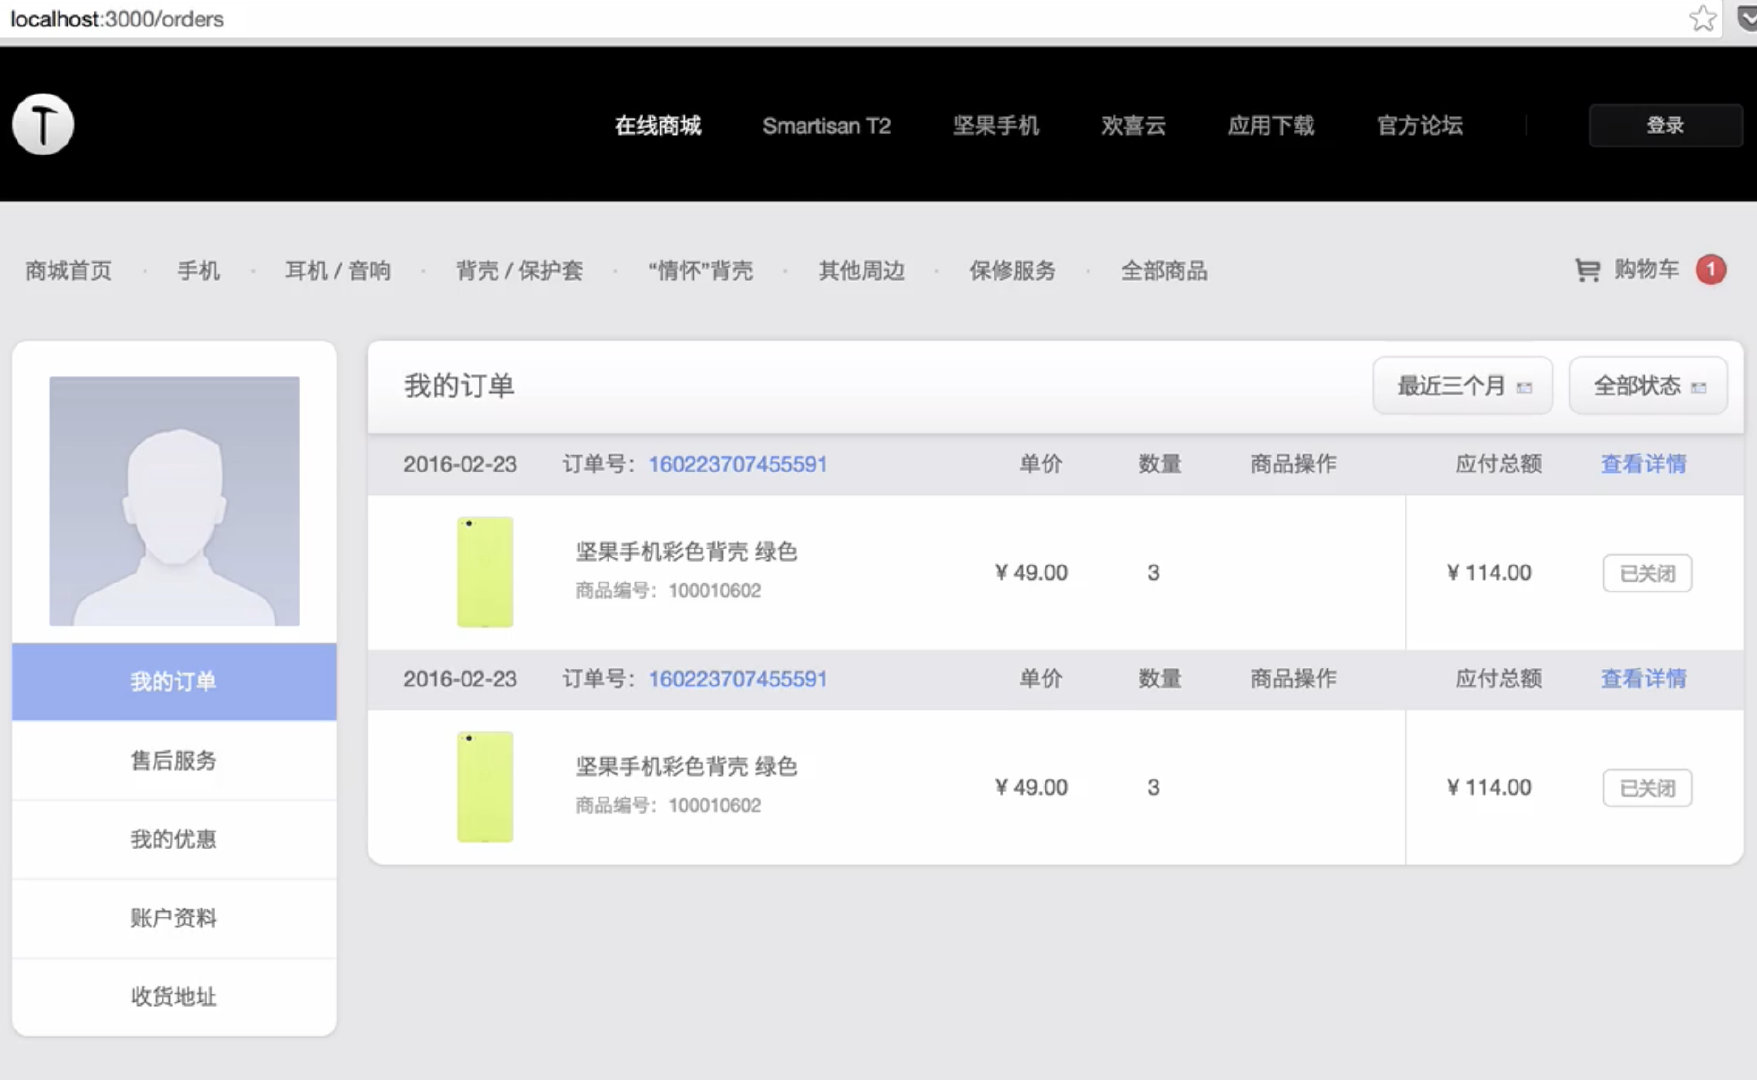 localhost:3000/orders
在线商城 Smartisan T2 坚果手机 欢喜云 应用下载 官方论坛 登录
商城首页 · 手机 · 耳机 / 音响 · 背壳 / 保护套 · “情怀”背壳 · 其他周边 · 保修服务 · 全部商品 购物车 1
我的订单 最近三个月 全部状态
2016-02-23 订单号：160223707455591 单价 数量 商品操作 应付总额 查看详情
坚果手机彩色背壳 绿色
商品编号：100010602
¥ 49.00 3 ¥ 114.00 已关闭
2016-02-23 订单号：160223707455591 单价 数量 商品操作 应付总额 查看详情
坚果手机彩色背壳 绿色
商品编号：100010602
¥ 49.00 3 ¥ 114.00 已关闭
我的订单
售后服务
我的优惠
账户资料
收货地址